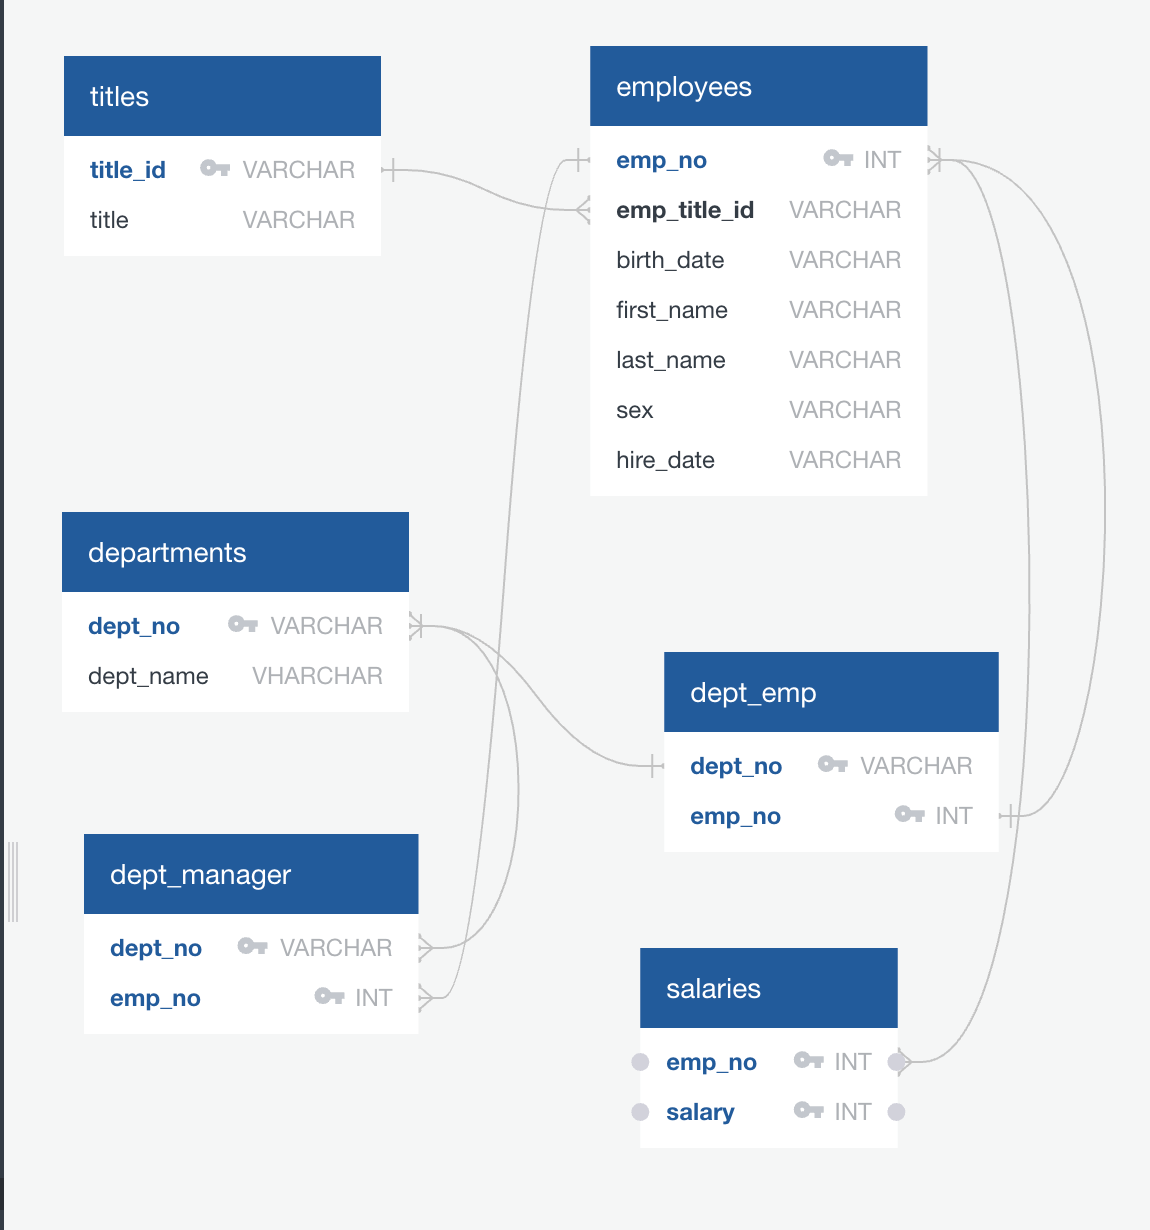 titles
title_id VARCHAR
title VARCHAR
employees
emp_no INT
emp_title_id VARCHAR
birth_date VARCHAR
first_name VARCHAR
last_name VARCHAR
sex VARCHAR
hire_date VARCHAR
departments
dept_no VARCHAR
dept_name VHARCHAR
dept_emp
dept_no VARCHAR
emp_no INT
dept_manager
dept_no VARCHAR
emp_no INT
salaries
emp_no INT
salary INT